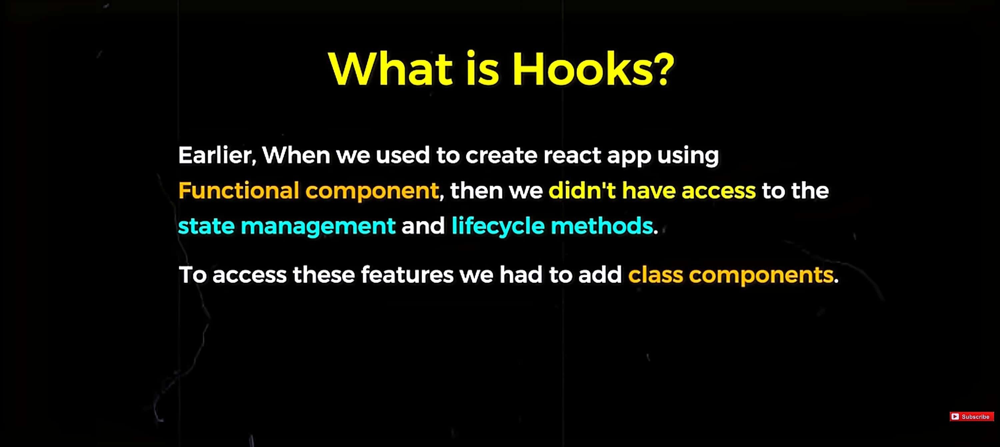 What is Hooks?
Earlier, When we used to create react app using
Functional component, then we didn't have access to the
state management and lifecycle methods.
To access these features we had to add class components.
Subscribe